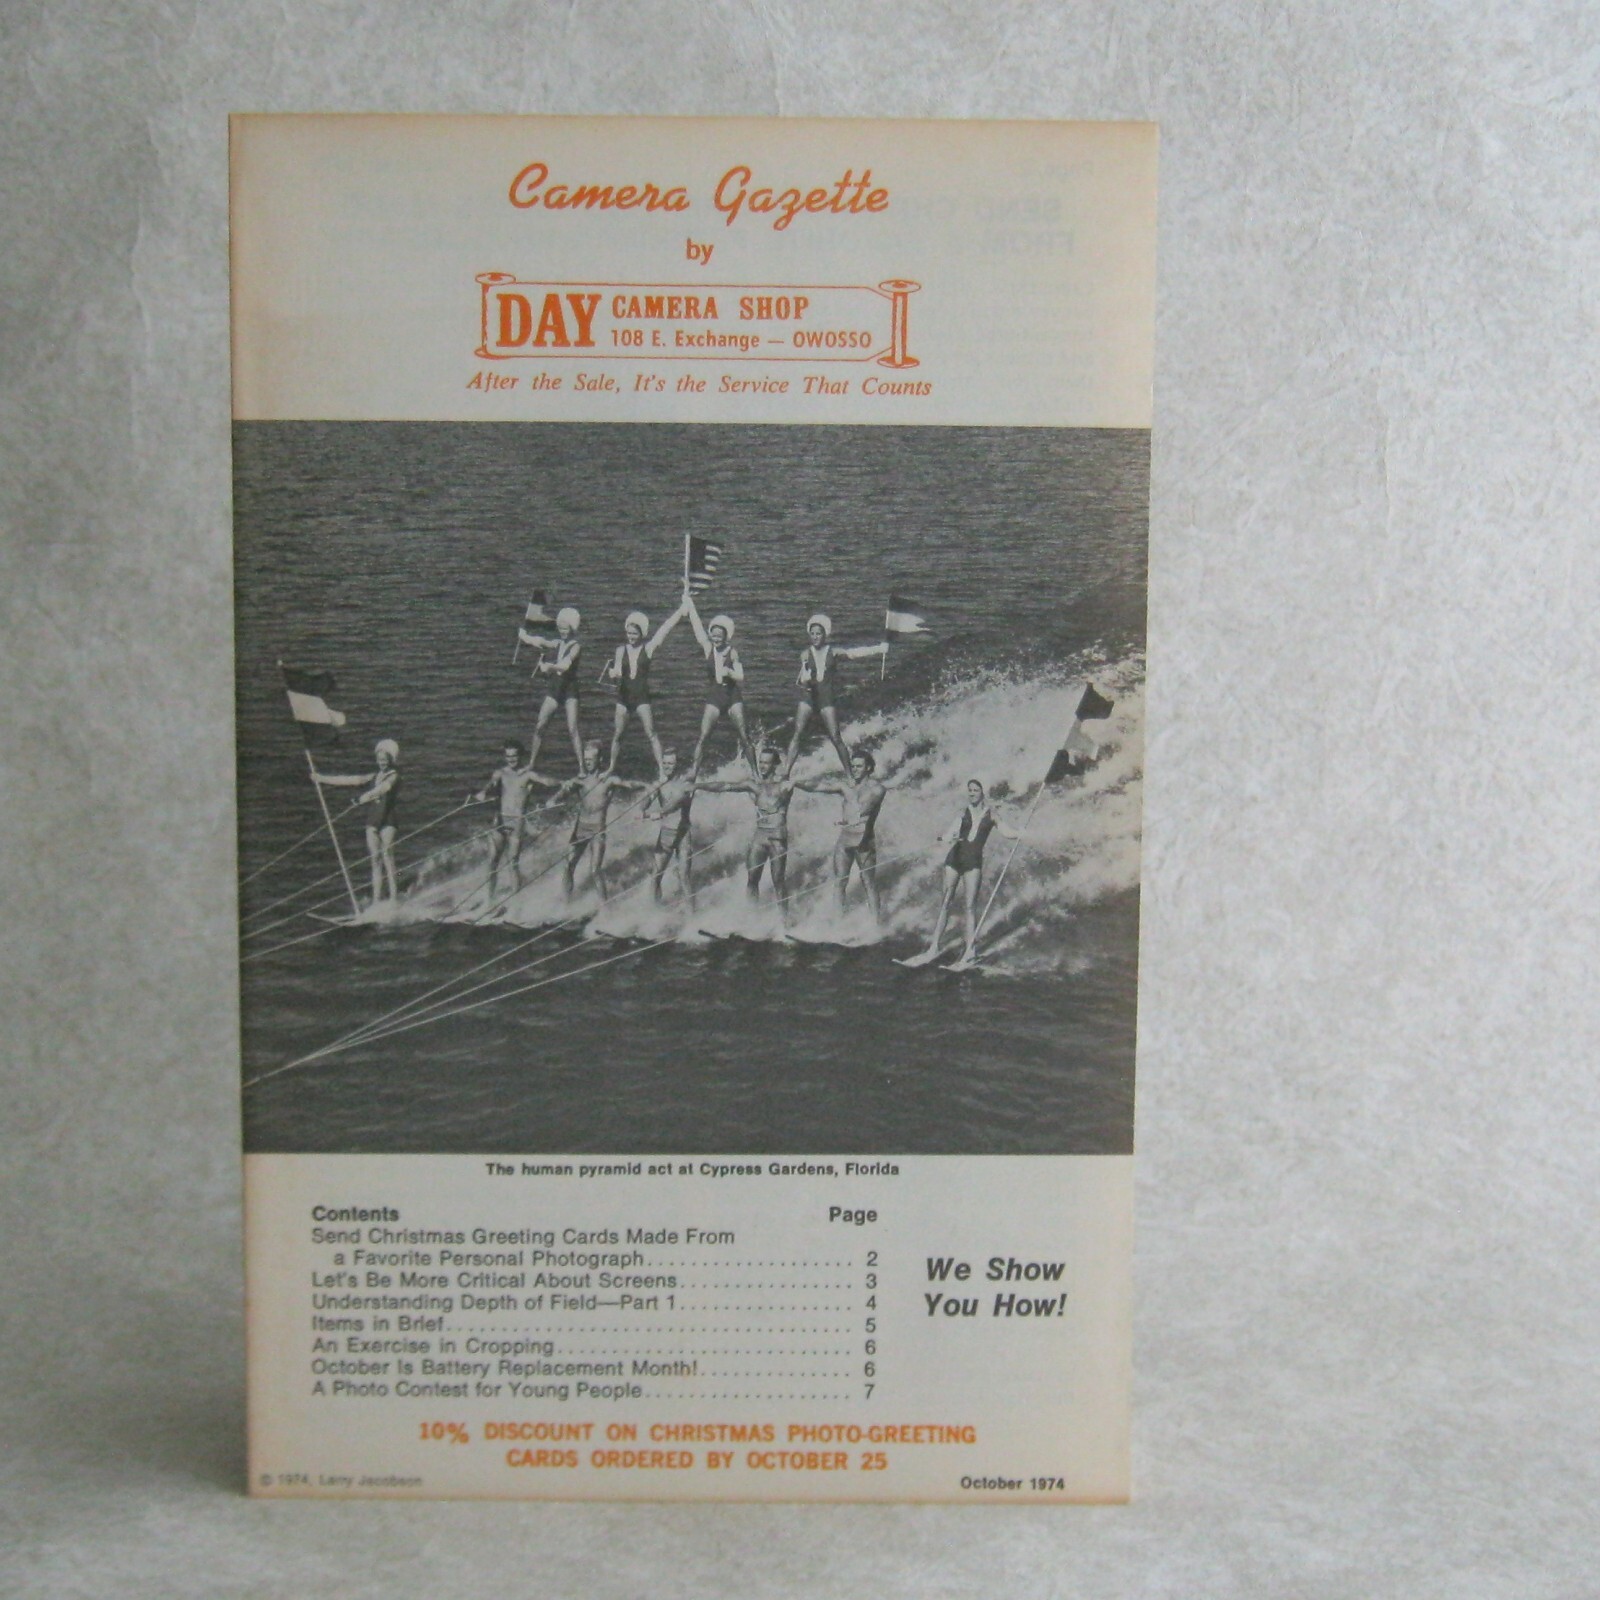 Camera Gazette
by
DAY CAMERA SHOP
108 E. Exchange — OWOSSO
After the Sale, It's the Service That Counts
The human pyramid act at Cypress Gardens, Florida
Contents Page
Send Christmas Greeting Cards Made From
a Favorite Personal Photograph................... 2
Let's Be More Critical About Screens................ 3
Understanding Depth of Field—Part 1................ 4
Items in Brief..................................... 5
An Exercise in Cropping........................... 6
October Is Battery Replacement Month!.............. 6
A Photo Contest for Young People................... 7
We Show
You How!
10% DISCOUNT ON CHRISTMAS PHOTO-GREETING
CARDS ORDERED BY OCTOBER 25
© 1974, Larry Jacobson
October 1974